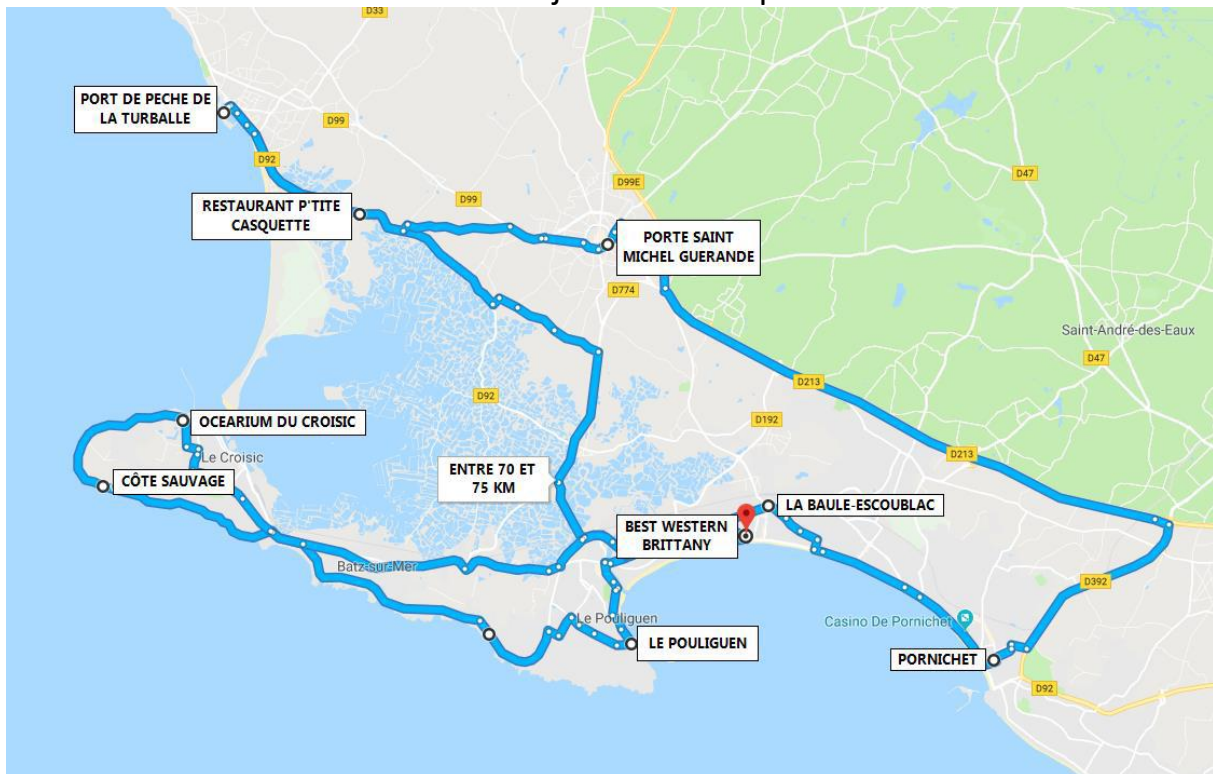 D33
PORT DE PECHE DE
LA TURBALLE
D99
D92
D47
D99E
D99
RESTAURANT P'TITE
CASQUETTE
PORTE SAINT
MICHEL GUERANDE
D774
Saint-André-des-Eaux
D47
D213
D92
D192
OCEARIUM DU CROISIC
Le Croisic
D213
ENTRE 70 ET
75 KM
CÔTE SAUVAGE
LA BAULE-ESCOUBLAC
BEST WESTERN
BRITTANY
Batz-sur-Mer
D392
Le Pouliguen
Casino De Pornichet
LE POULIGUEN
PORNICHET
D92